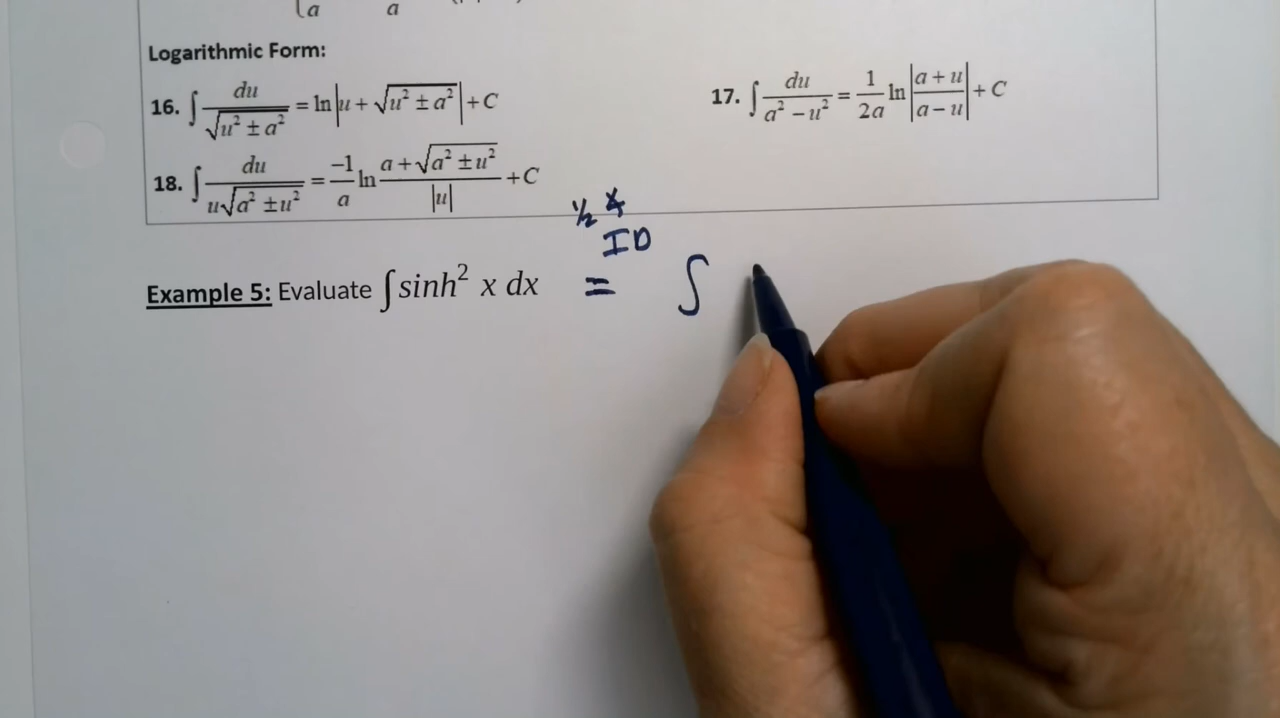 a a
Logarithmic Form:
16. ∫ du/√(u² ± a²) = ln|u + √(u² ± a²)| + C
17. ∫ du/(a² − u²) = 1/(2a) ln|(a + u)/(a − u)| + C
18. ∫ du/(u√(a² ± u²)) = −1/a ln (a + √(a² ± u²))/|u| + C
½ ∡
ID
Example 5: Evaluate ∫ sinh² x dx = ∫